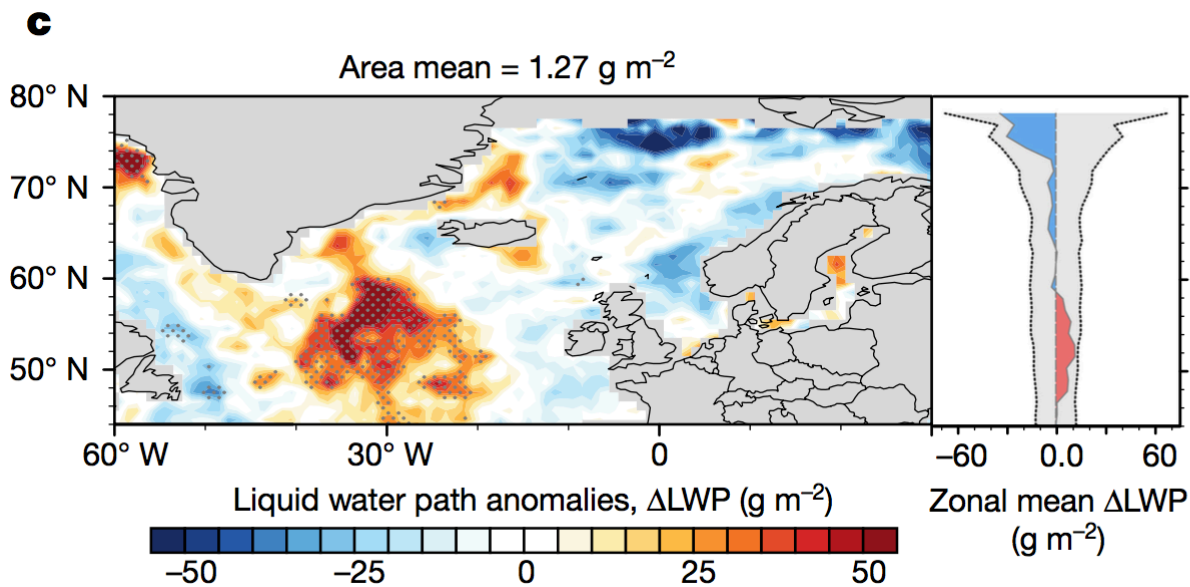 c
Area mean = 1.27 g m⁻²
80° N
70° N
60° N
50° N
60° W 30° W 0
−60 0.0 60
Liquid water path anomalies, ΔLWP (g m⁻²)
−50 −25 0 25 50
Zonal mean ΔLWP
(g m⁻²)